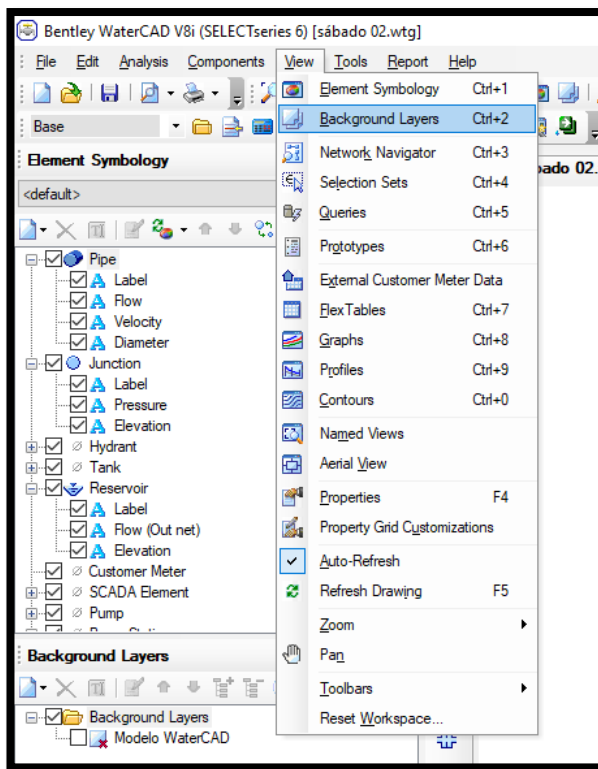 Bentley WaterCAD V8i (SELECTseries 6) [sábado 02.wtg]
File Edit Analysis Components View Tools Report Help
Base
Element Symbology
<default>
Pipe
Label
Flow
Velocity
Diameter
Junction
Label
Pressure
Elevation
Hydrant
Tank
Reservoir
Label
Flow (Out net)
Elevation
Customer Meter
SCADA Element
Pump
Background Layers
Background Layers
Modelo WaterCAD
Element Symbology Ctrl+1
Background Layers Ctrl+2
Network Navigator Ctrl+3
Selection Sets Ctrl+4
Queries Ctrl+5
Prototypes Ctrl+6
External Customer Meter Data
FlexTables Ctrl+7
Graphs Ctrl+8
Profiles Ctrl+9
Contours Ctrl+0
Named Views
Aerial View
Properties F4
Property Grid Customizations
Auto-Refresh
Refresh Drawing F5
Zoom
Pan
Toolbars
Reset Workspace...
bado 02.